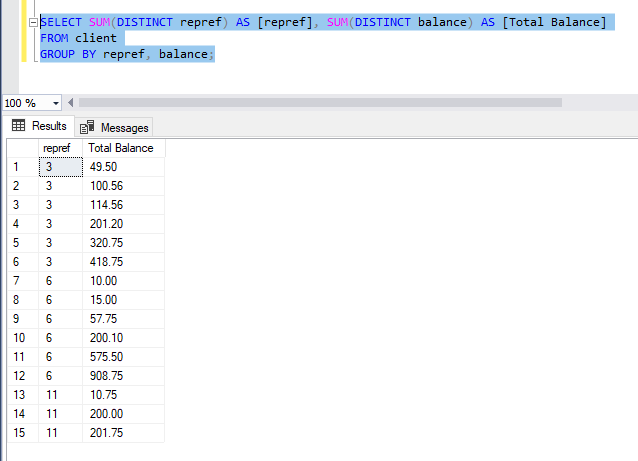 SELECT SUM(DISTINCT repref) AS [repref], SUM(DISTINCT balance) AS [Total Balance]
FROM client
GROUP BY repref, balance;
100 %
Results Messages
repref Total Balance
1 3 49.50
2 3 100.56
3 3 114.56
4 3 201.20
5 3 320.75
6 3 418.75
7 6 10.00
8 6 15.00
9 6 57.75
10 6 200.10
11 6 575.50
12 6 908.75
13 11 10.75
14 11 200.00
15 11 201.75